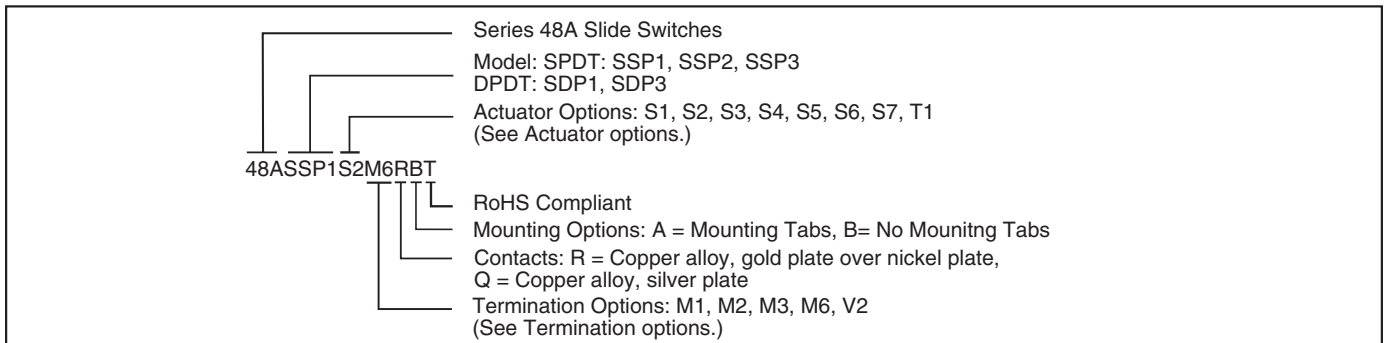 Series 48A Slide Switches
Model: SPDT: SSP1, SSP2, SSP3
DPDT: SDP1, SDP3
Actuator Options: S1, S2, S3, S4, S5, S6, S7, T1
(See Actuator options.)
48ASSP1S2M6RBT
RoHS Compliant
Mounting Options: A = Mounting Tabs, B= No Mounitng Tabs
Contacts: R = Copper alloy, gold plate over nickel plate,
Q = Copper alloy, silver plate
Termination Options: M1, M2, M3, M6, V2
(See Termination options.)